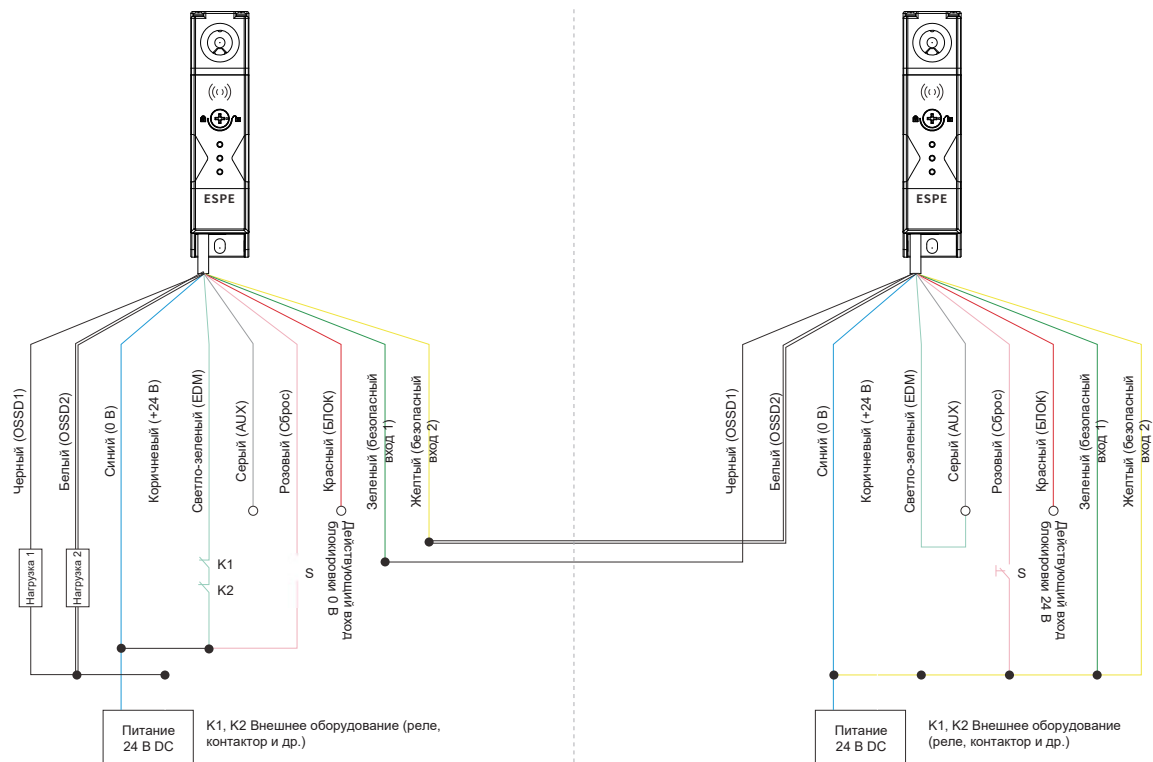 ESPE
Черный (OSSD1)
Белый (OSSD2)
Синий (0 В)
Коричневый (+24 В)
Светло-зеленый (EDM)
Серый (AUX)
Розовый (Сброс)
Красный (БЛОК)
Зеленый (безопасный
вход 1)
Желтый (безопасный
вход 2)
Нагрузка 1
Нагрузка 2
K1
K2
S
Действующий вход
блокировки 0 В
Питание
24 В DC
K1, K2 Внешнее оборудование (реле,
контактор и др.)
ESPE
Черный (OSSD1)
Белый (OSSD2)
Синий (0 В)
Коричневый (+24 В)
Светло-зеленый (EDM)
Серый (AUX)
Розовый (Сброс)
Красный (БЛОК)
Зеленый (безопасный
вход 1)
Желтый (безопасный
вход 2)
S
Действующий вход
блокировки 24 В
Питание
24 В DC
K1, K2 Внешнее оборудование
(реле, контактор и др.)